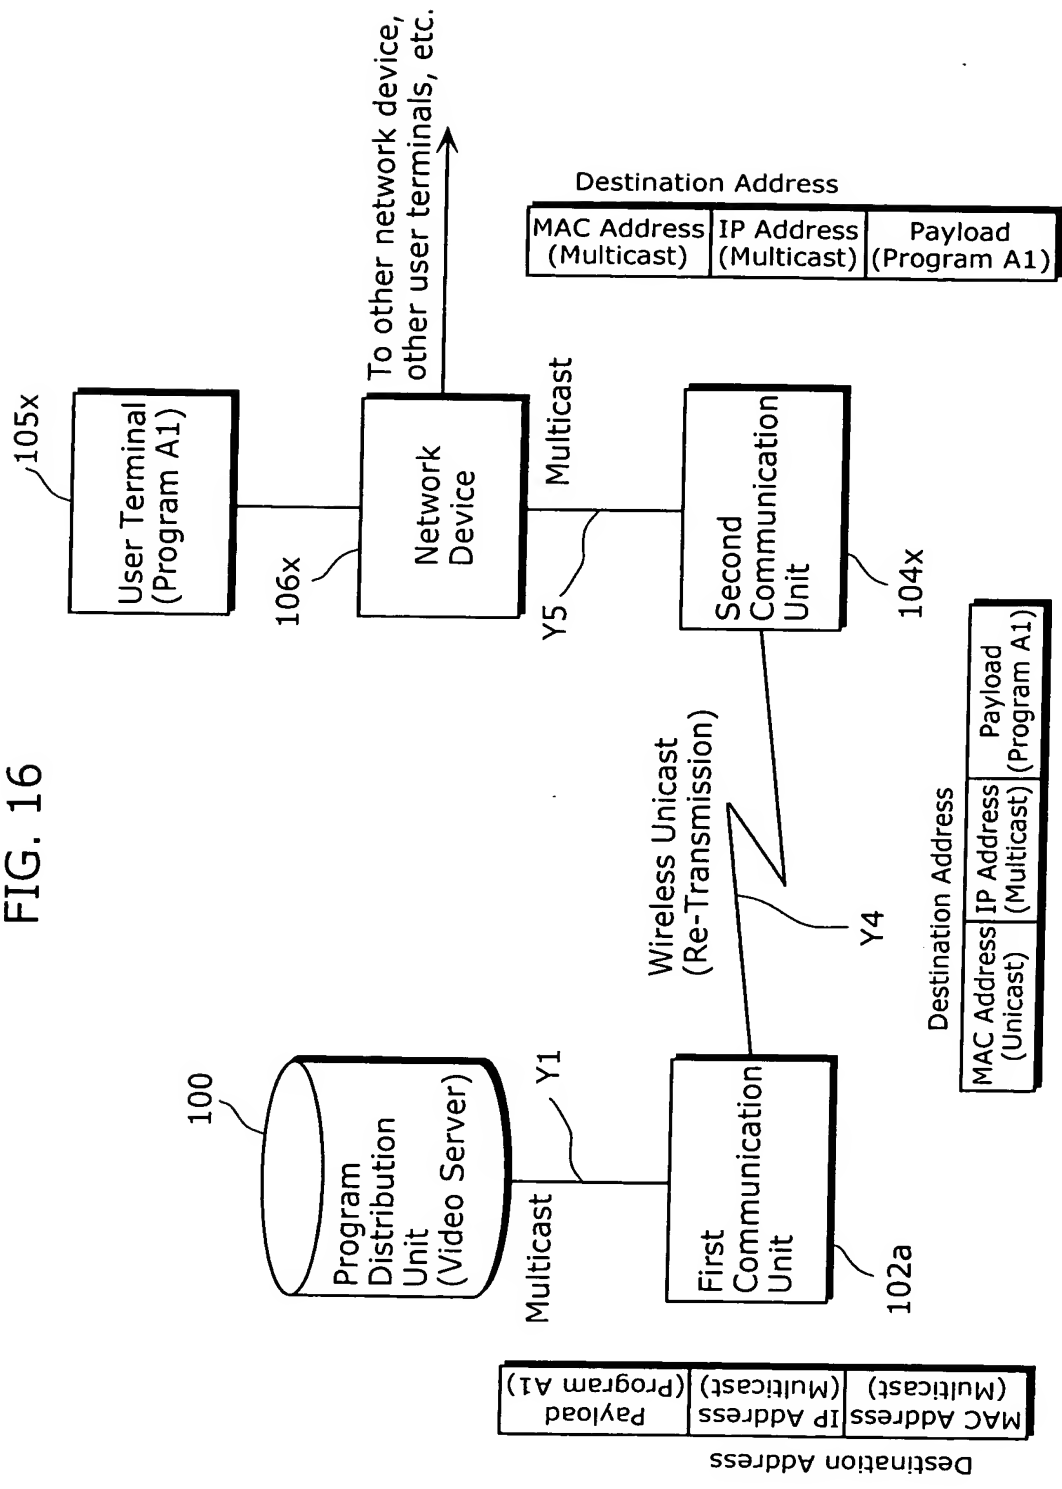 FIG. 16
100
Program
Distribution
Unit
(Video Server)
Multicast
Y1
First
Communication
Unit
102a
Destination Address
MAC Address
(Multicast)
IP Address
(Multicast)
Payload
(Program A1)
Wireless Unicast
(Re-Transmission)
Y4
Destination Address
MAC Address
(Unicast)
IP Address
(Multicast)
Payload
(Program A1)
105x
User Terminal
(Program A1)
106x
Network
Device
To other network device,
other user terminals, etc.
Y5
Multicast
Second
Communication
Unit
104x
Destination Address
MAC Address
(Multicast)
IP Address
(Multicast)
Payload
(Program A1)